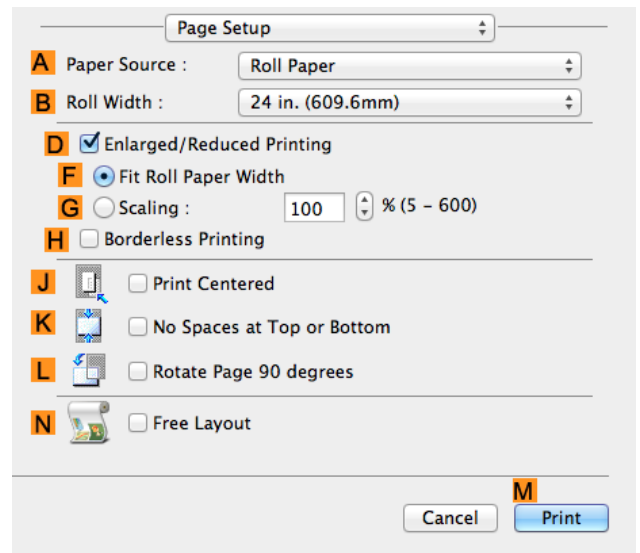 Page Setup
A Paper Source : Roll Paper
B Roll Width : 24 in. (609.6mm)
D Enlarged/Reduced Printing
F Fit Roll Paper Width
G Scaling : 100 % (5 - 600)
H Borderless Printing
J Print Centered
K No Spaces at Top or Bottom
L Rotate Page 90 degrees
N Free Layout
M
Cancel Print